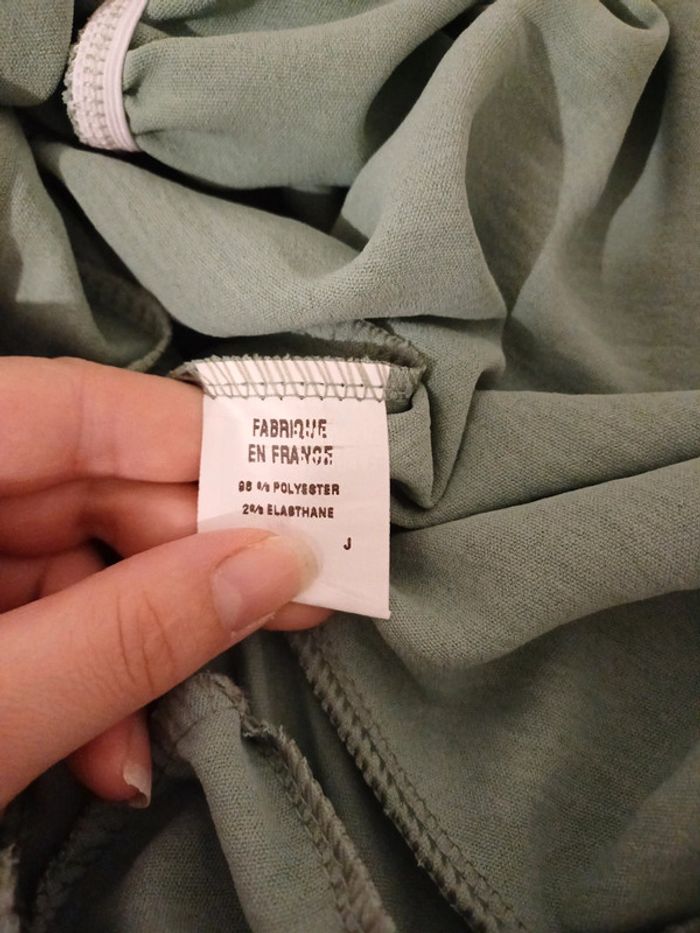 FABRIQUE
EN FRANCE
98 % POLYESTER
2% ELASTHANE
J